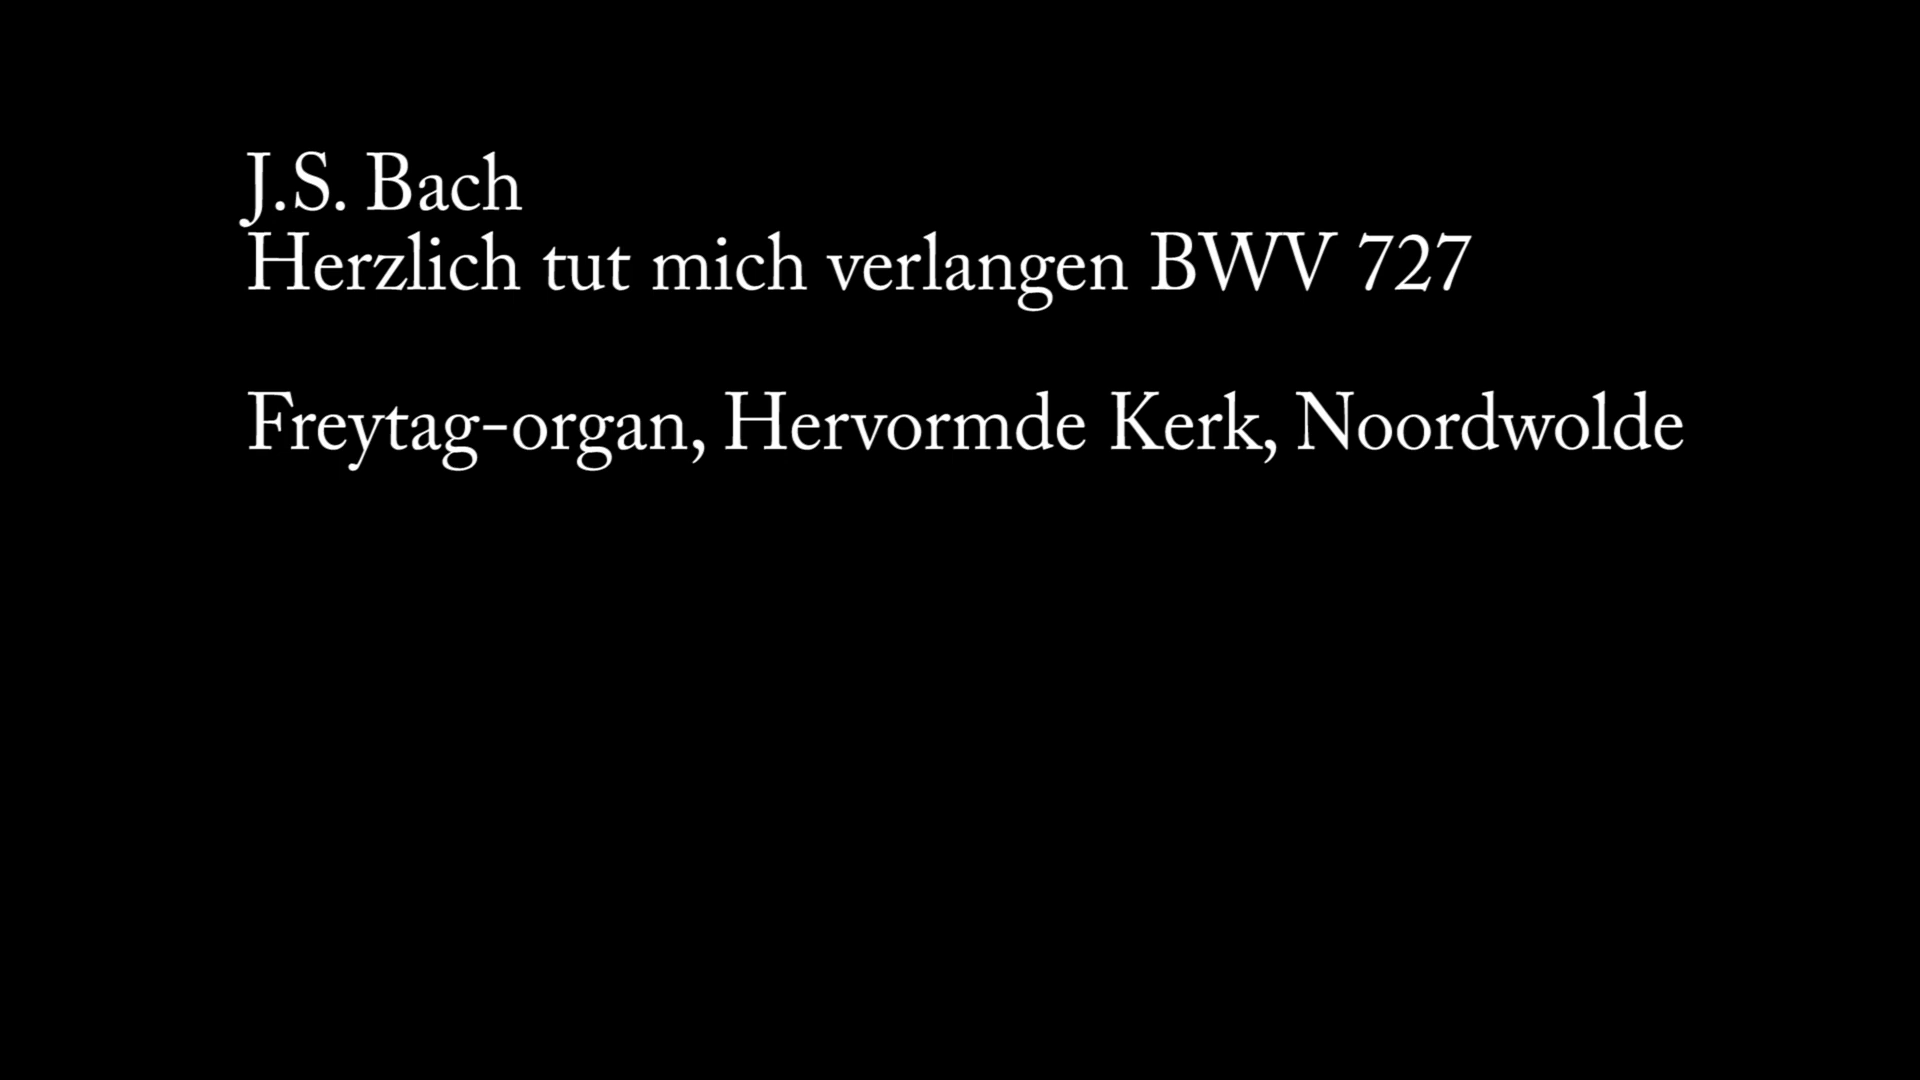 J.S. Bach
Herzlich tut mich verlangen BWV 727
Freytag-organ, Hervormde Kerk, Noordwolde